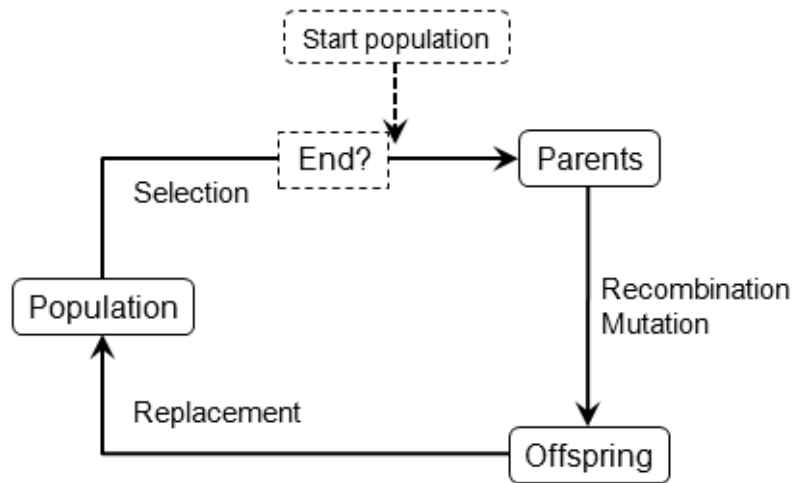 Start population
End?
Parents
Selection
Population
Recombination
Mutation
Replacement
Offspring